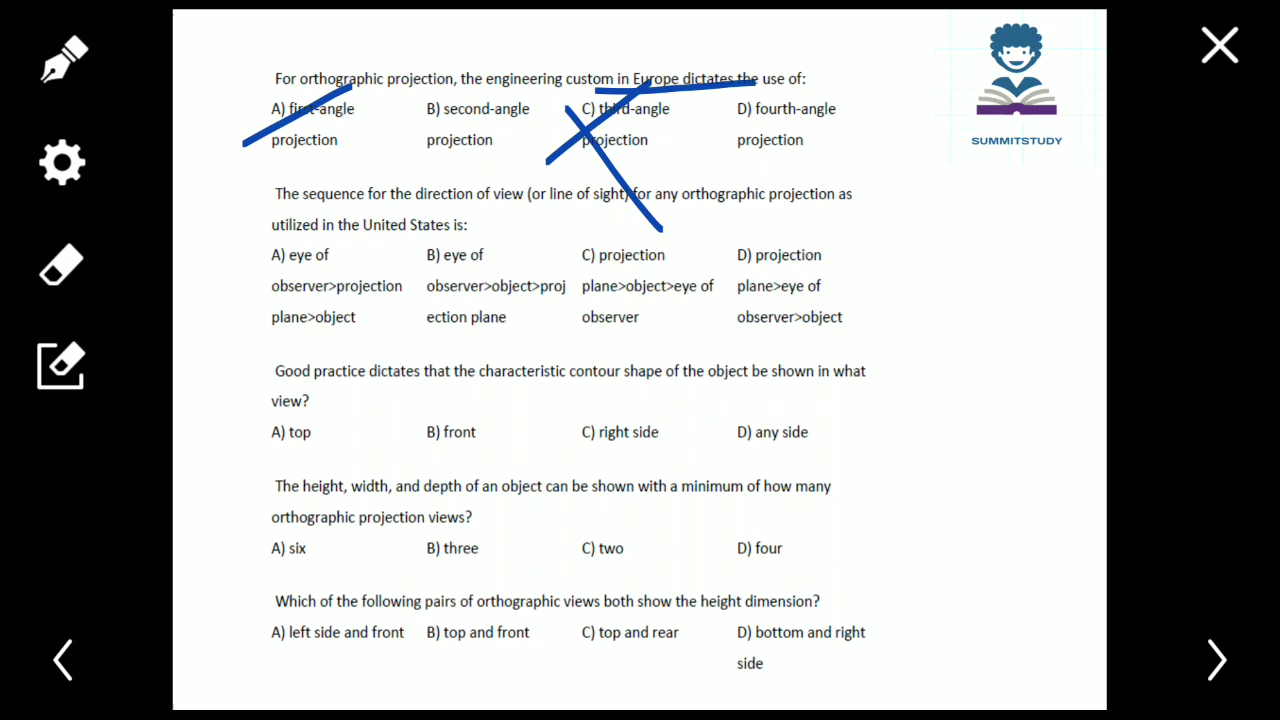 For orthographic projection, the engineering custom in Europe dictates the use of:
A) first-angle projection
B) second-angle projection
C) third-angle projection
D) fourth-angle projection
SUMMITSTUDY
The sequence for the direction of view (or line of sight) for any orthographic projection as
utilized in the United States is:
A) eye of observer>projection plane>object
B) eye of observer>object>projection plane
C) projection plane>object>eye of observer
D) projection plane>eye of observer>object
Good practice dictates that the characteristic contour shape of the object be shown in what
view?
A) top
B) front
C) right side
D) any side
The height, width, and depth of an object can be shown with a minimum of how many
orthographic projection views?
A) six
B) three
C) two
D) four
Which of the following pairs of orthographic views both show the height dimension?
A) left side and front
B) top and front
C) top and rear
D) bottom and right side